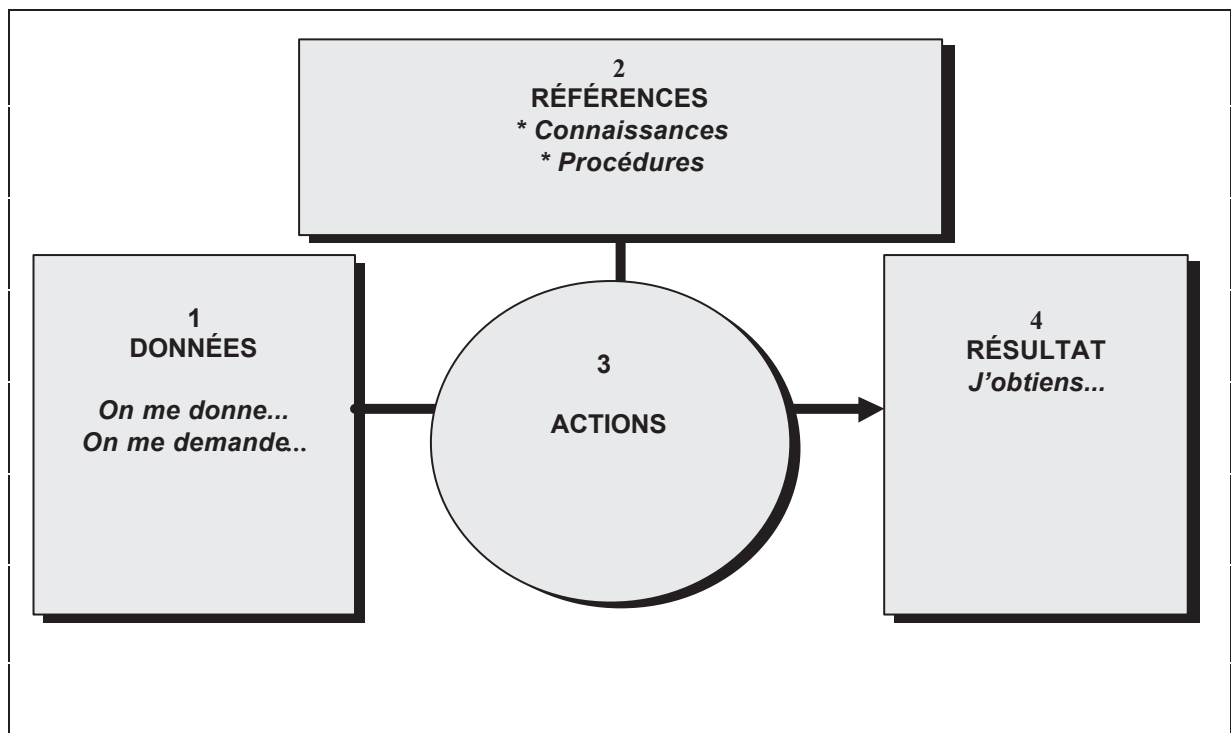 2
RÉFÉRENCES
* Connaissances
* Procédures
1
DONNÉES
On me donne...
On me demande...
3
ACTIONS
4
RÉSULTAT
J’obtiens...